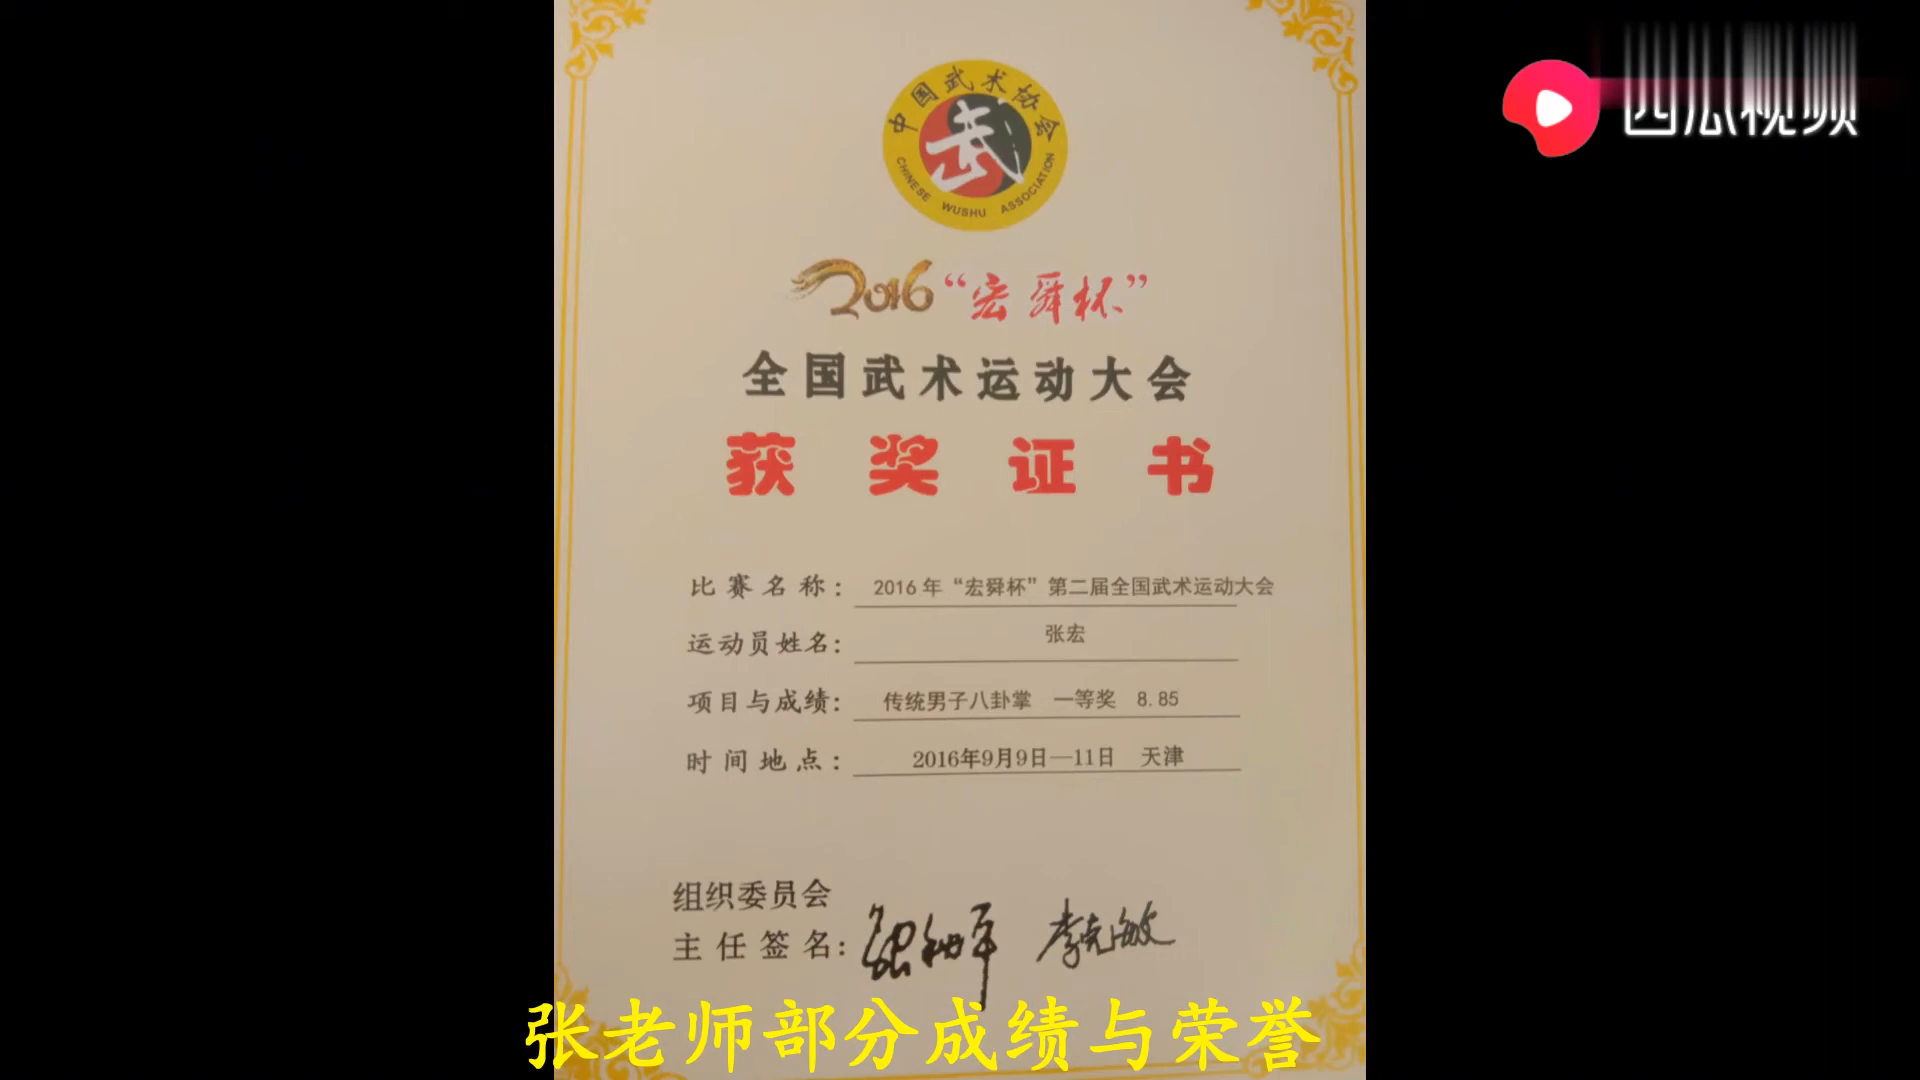 西瓜视频
中国武术协会
武
CHINESE WUSHU ASSOCIATION
2016“宏舜杯”
全国武术运动大会
获奖证书
比赛名称： 2016年“宏舜杯”第二届全国武术运动大会
运动员姓名： 张宏
项目与成绩： 传统男子八卦掌 一等奖 8.85
时间地点： 2016年9月9日—11日 天津
组织委员会
主任签名： 李克敏
张老师部分成绩与荣誉